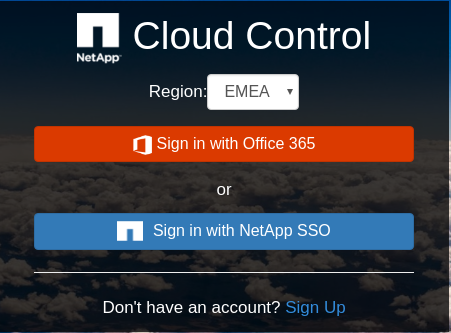 NetApp
Cloud Control
Region: EMEA
Sign in with Office 365
or
Sign in with NetApp SSO
Don't have an account? Sign Up